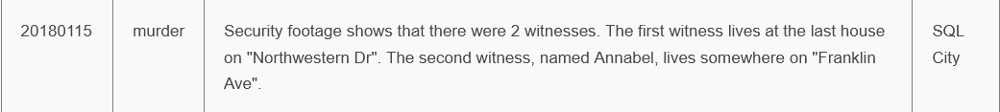 20180115 murder Security footage shows that there were 2 witnesses. The first witness lives at the last house SQL
on "Northwestern Dr". The second witness, named Annabel, lives somewhere on "Franklin City
Ave".